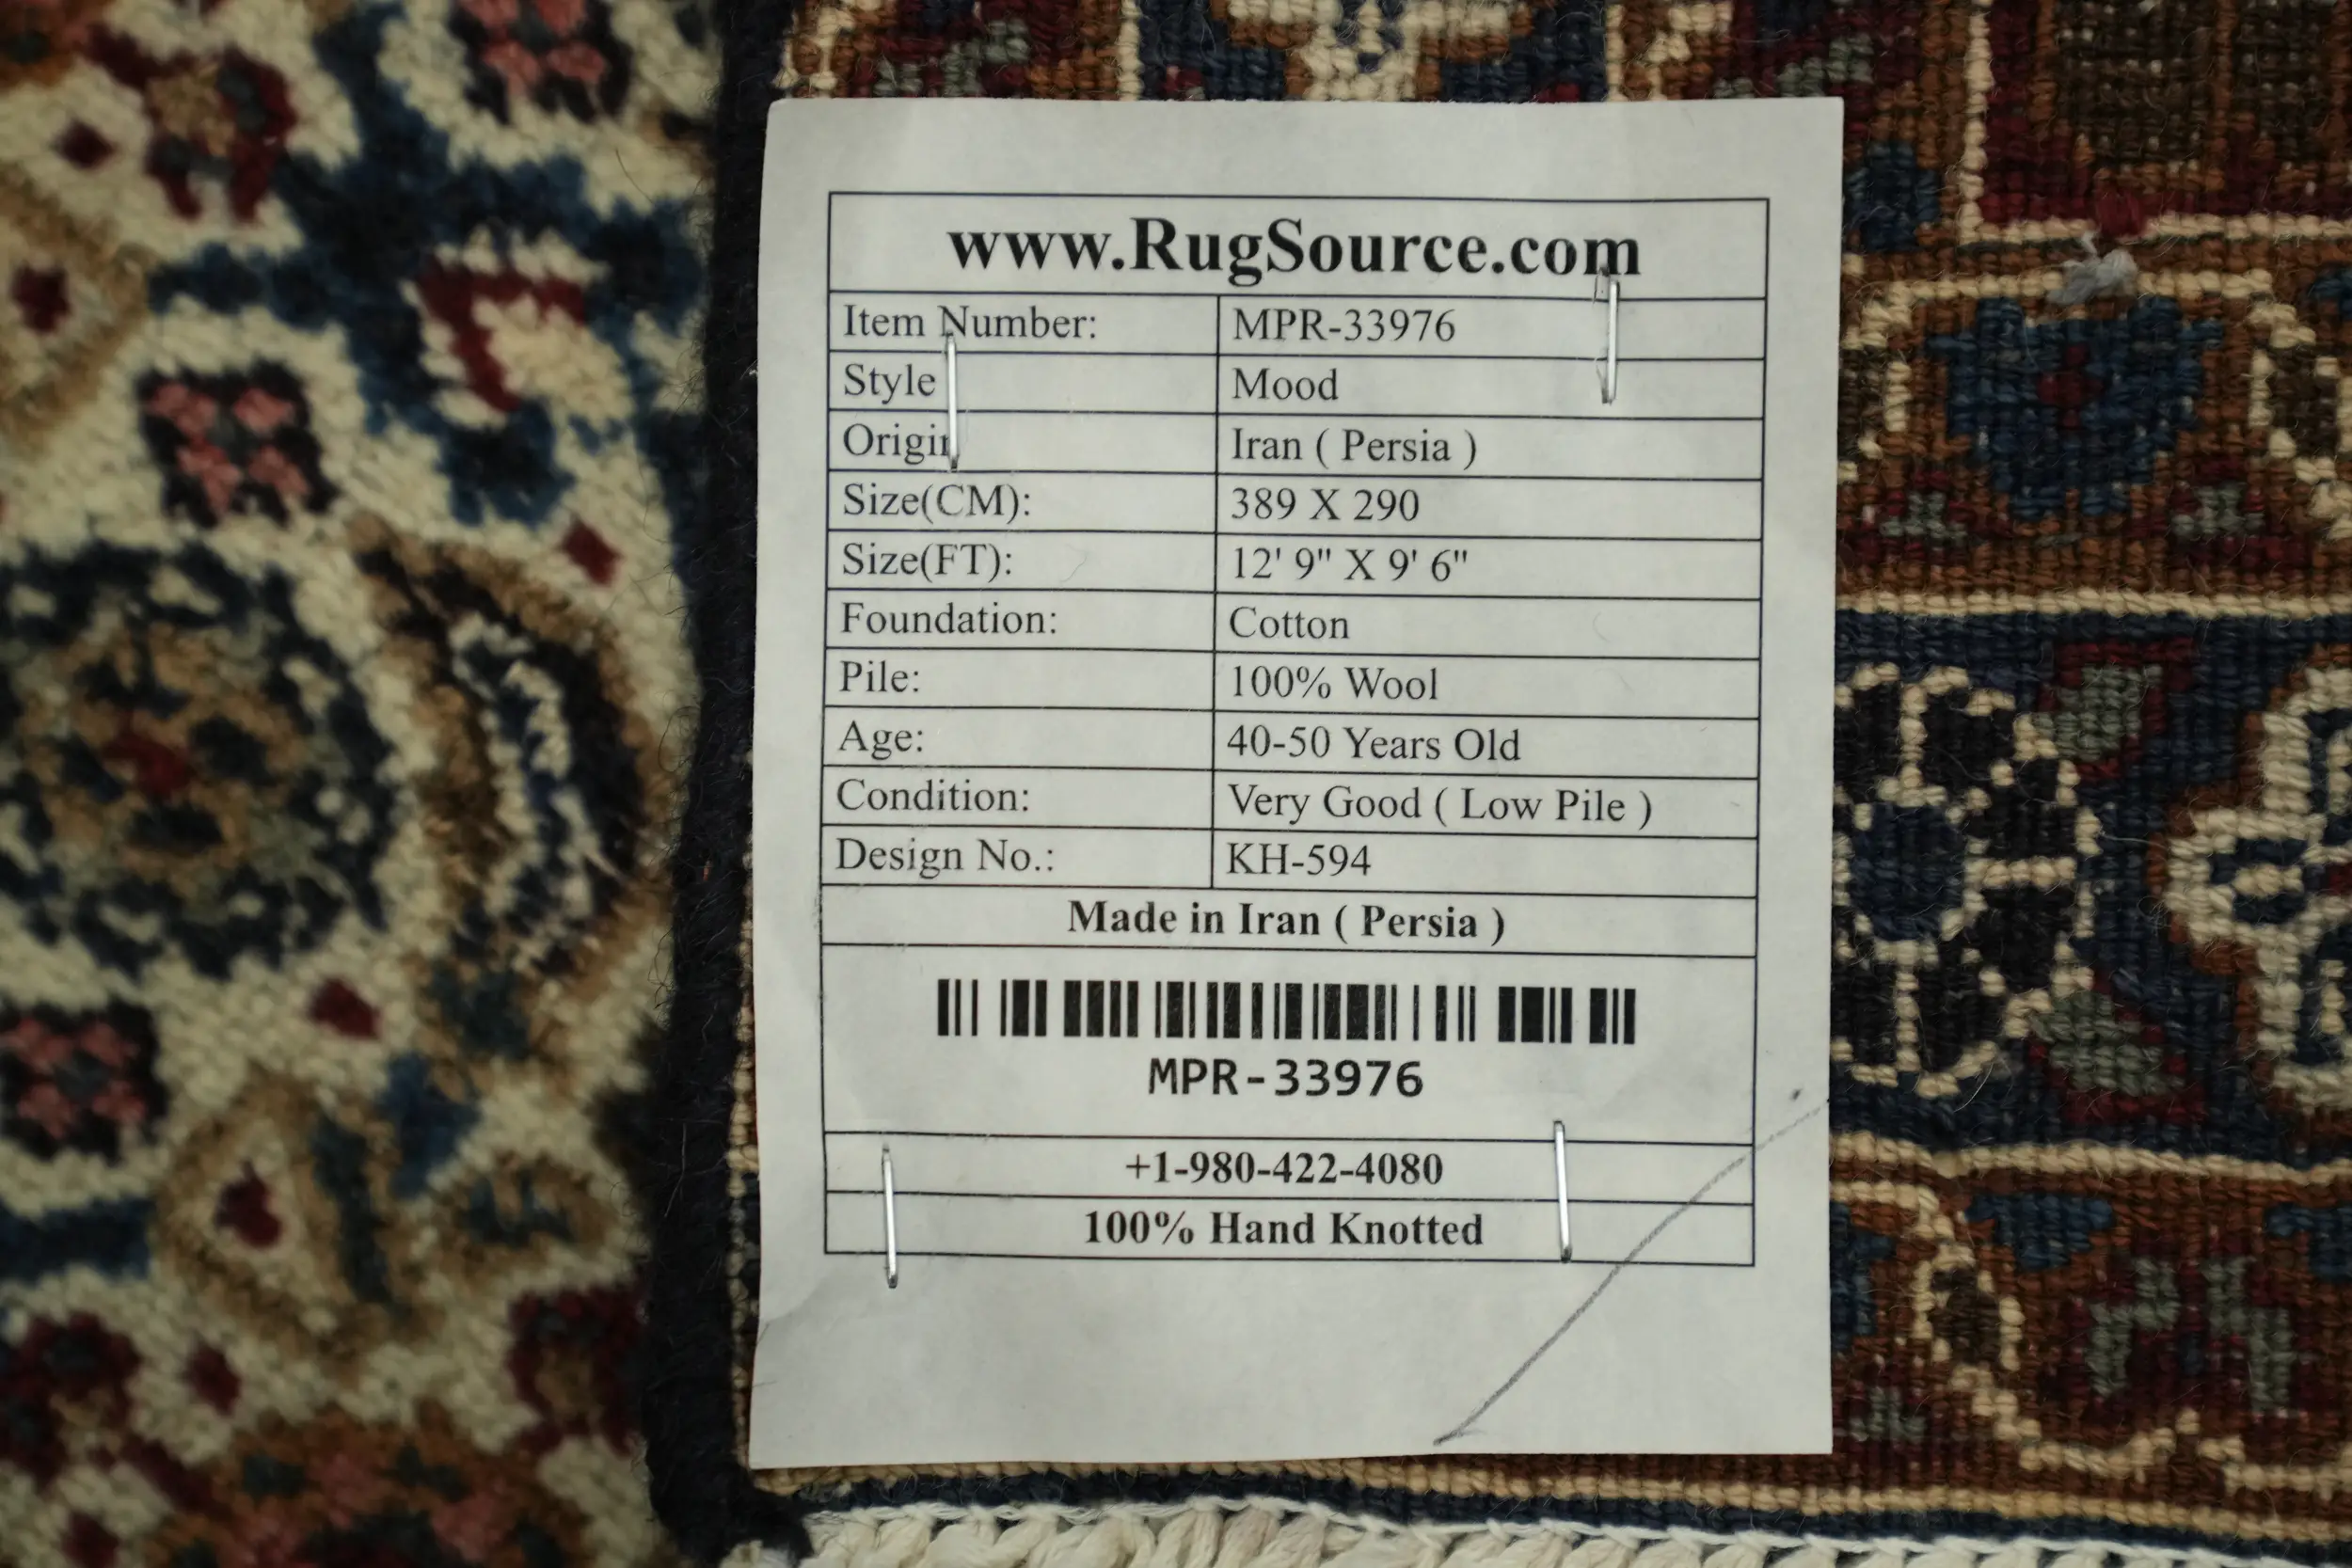 www.RugSource.com
Item Number: MPR-33976
Style Mood
Origin Iran ( Persia )
Size(CM): 389 X 290
Size(FT): 12' 9" X 9' 6"
Foundation: Cotton
Pile: 100% Wool
Age: 40-50 Years Old
Condition: Very Good ( Low Pile )
Design No.: KH-594
Made in Iran ( Persia )
MPR-33976
+1-980-422-4080
100% Hand Knotted